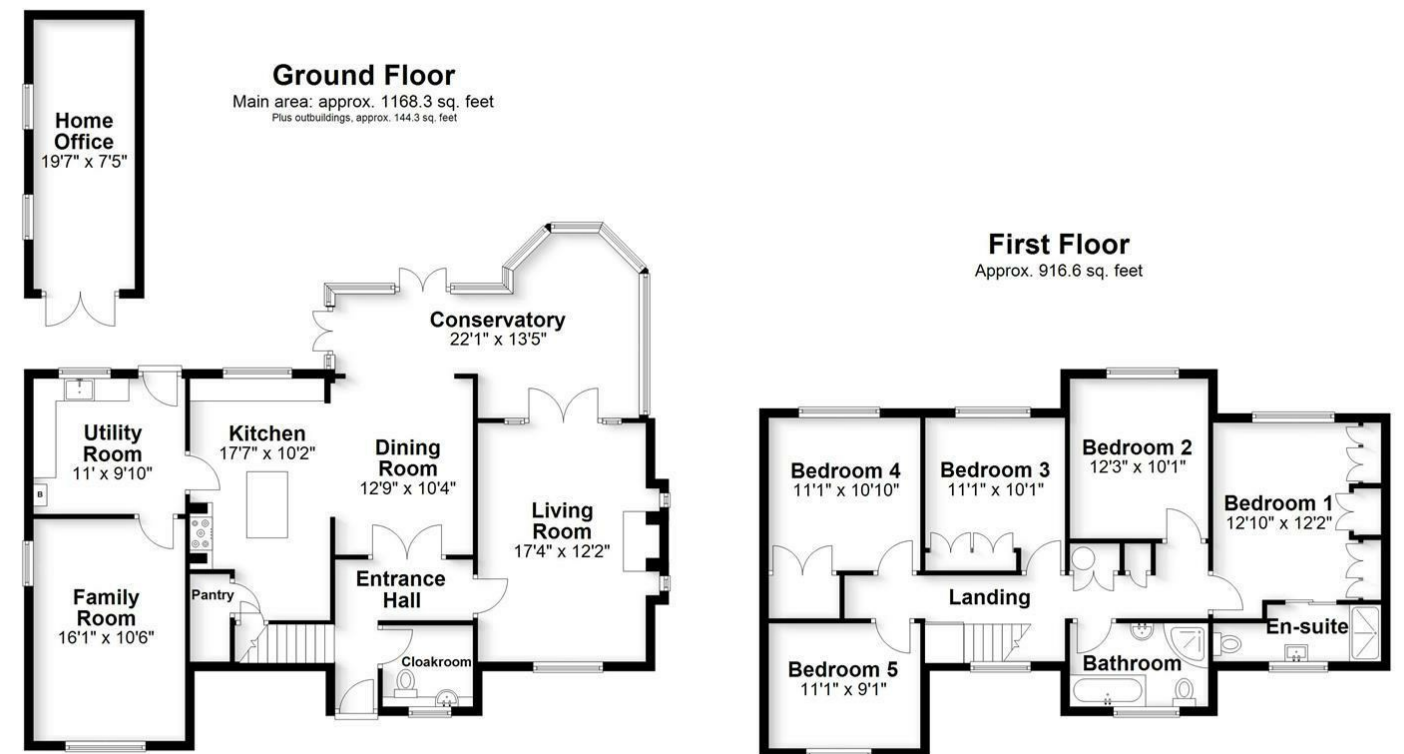 Ground Floor
Main area: approx. 1168.3 sq. feet
Plus outbuildings, approx. 144.3 sq. feet
Home
Office
19'7" x 7'5"
Conservatory
22'1" x 13'5"
Utility
Room
11' x 9'10"
B
Kitchen
17'7" x 10'2"
Dining
Room
12'9" x 10'4"
Living
Room
17'4" x 12'2"
Family
Room
16'1" x 10'6"
Pantry
Entrance
Hall
Cloakroom
First Floor
Approx. 916.6 sq. feet
Bedroom 4
11'1" x 10'10"
Bedroom 3
11'1" x 10'1"
Bedroom 2
12'3" x 10'1"
Bedroom 1
12'10" x 12'2"
Landing
En-suite
Bedroom 5
11'1" x 9'1"
Bathroom